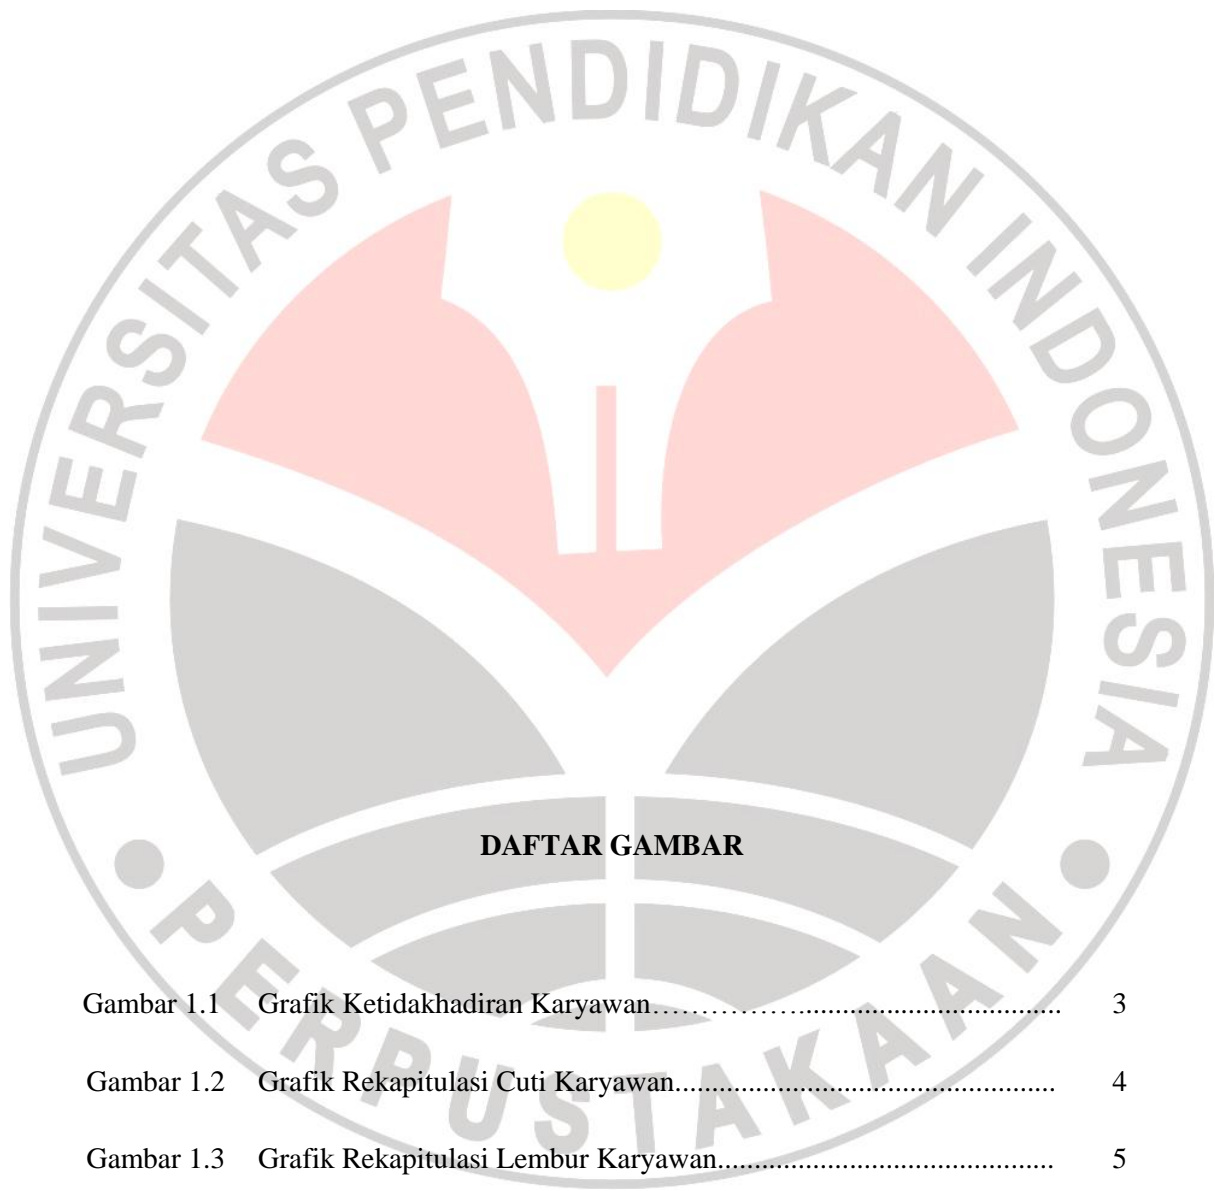 UNIVERSITAS PENDIDIKAN INDONESIA
DAFTAR GAMBAR
Gambar 1.1 Grafik Ketidakhadiran Karyawan……………................................... 3
Gambar 1.2 Grafik Rekapitulasi Cuti Karyawan.................................................... 4
Gambar 1.3 Grafik Rekapitulasi Lembur Karyawan.............................................. 5
PERPUSTAKAAN